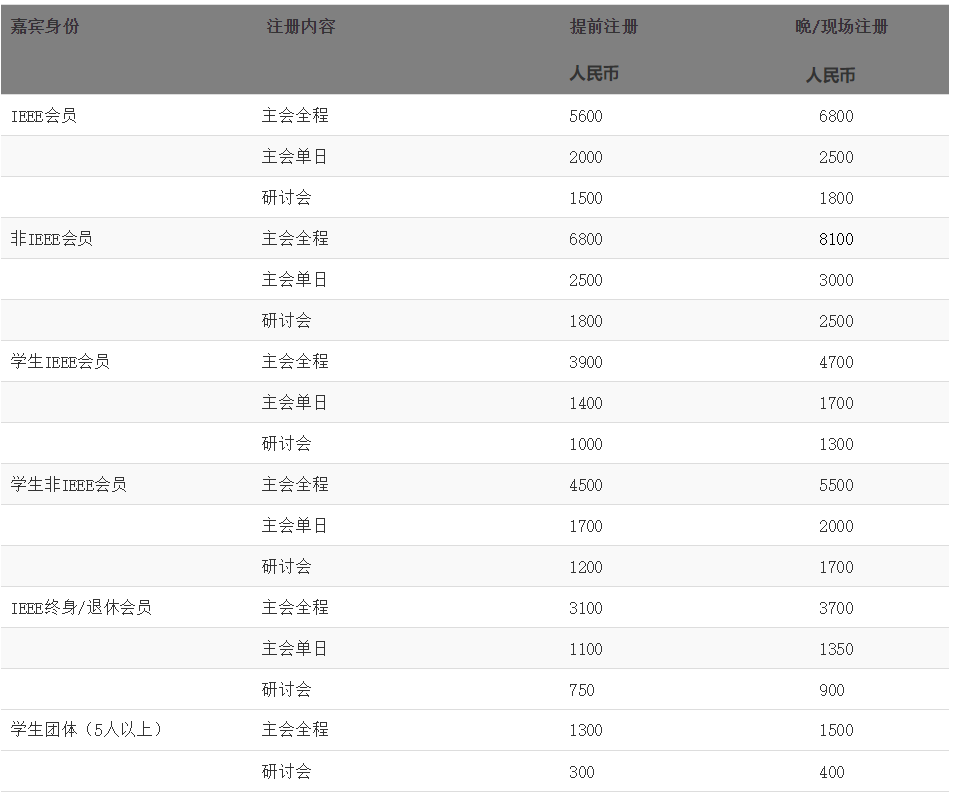 嘉宾身份 注册内容 提前注册 晚/现场注册
人民币 人民币
IEEE会员 主会全程 5600 6800
主会单日 2000 2500
研讨会 1500 1800
非IEEE会员 主会全程 6800 8100
主会单日 2500 3000
研讨会 1800 2500
学生IEEE会员 主会全程 3900 4700
主会单日 1400 1700
研讨会 1000 1300
学生非IEEE会员 主会全程 4500 5500
主会单日 1700 2000
研讨会 1200 1700
IEEE终身/退休会员 主会全程 3100 3700
主会单日 1100 1350
研讨会 750 900
学生团体（5人以上） 主会全程 1300 1500
研讨会 300 400